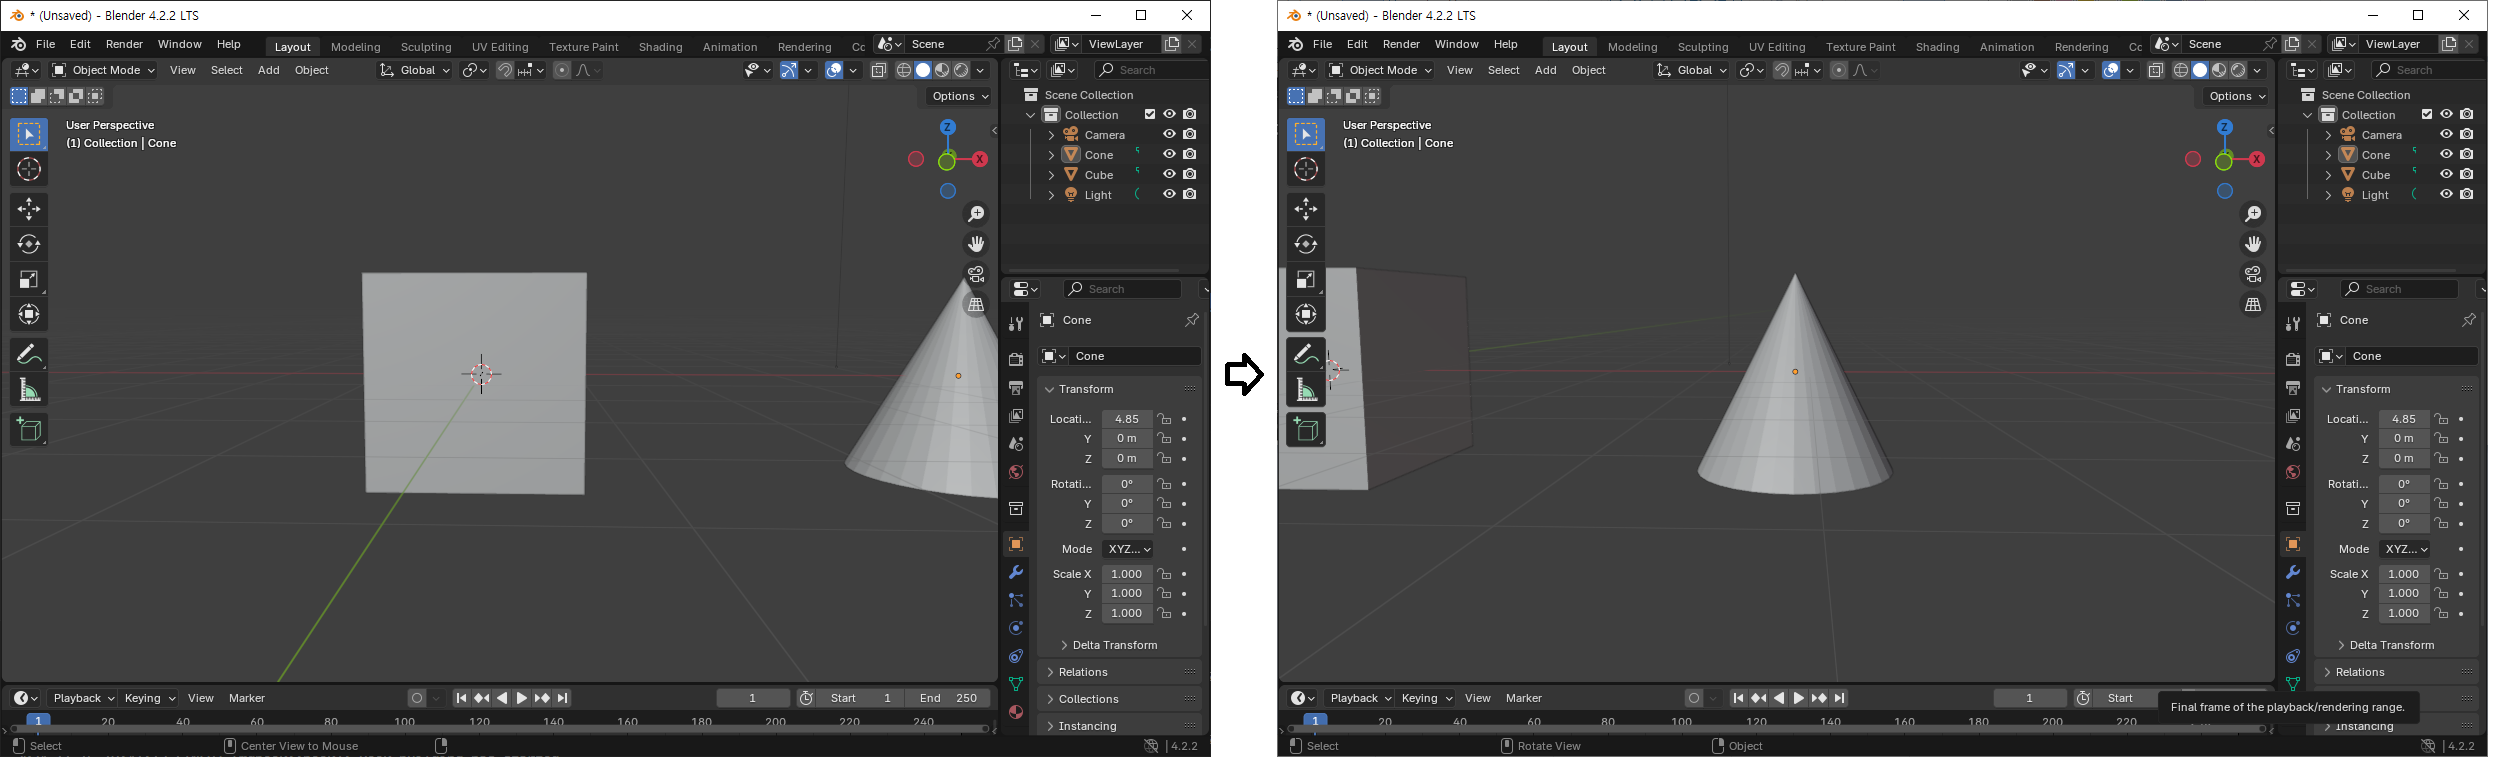 * (Unsaved) - Blender 4.2.2 LTS
File Edit Render Window Help Layout Modeling Sculpting UV Editing Texture Paint Shading Animation Rendering Cc Scene ViewLayer
Object Mode View Select Add Object Global Search
Options
User Perspective
(1) Collection | Cone
Z
X
Scene Collection
Collection
Camera
Cone
Cube
Light
Search
Cone
Cone
Transform
Locati... 4.85
Y 0 m
Z 0 m
Rotati... 0°
Y 0°
Z 0°
Mode XYZ...
Scale X 1.000
Y 1.000
Z 1.000
Delta Transform
Relations
Collections
Instancing
Playback Keying View Marker 1 Start 1 End 250
1 20 40 60 80 100 120 140 160 180 200 220 240
Select Center View to Mouse 4.2.2
* (Unsaved) - Blender 4.2.2 LTS
File Edit Render Window Help Layout Modeling Sculpting UV Editing Texture Paint Shading Animation Rendering Cc Scene ViewLayer
Object Mode View Select Add Object Global Search
Options
User Perspective
(1) Collection | Cone
Z
X
Scene Collection
Collection
Camera
Cone
Cube
Light
Search
Cone
Cone
Transform
Locati... 4.85
Y 0 m
Z 0 m
Rotati... 0°
Y 0°
Z 0°
Mode XYZ...
Scale X 1.000
Y 1.000
Z 1.000
Delta Transform
Relations
Instancing
Playback Keying View Marker 1 Start
Final frame of the playback/rendering range.
1 20 40 60 80 100 120 140 160 180 200 220
Select Rotate View Object 4.2.2